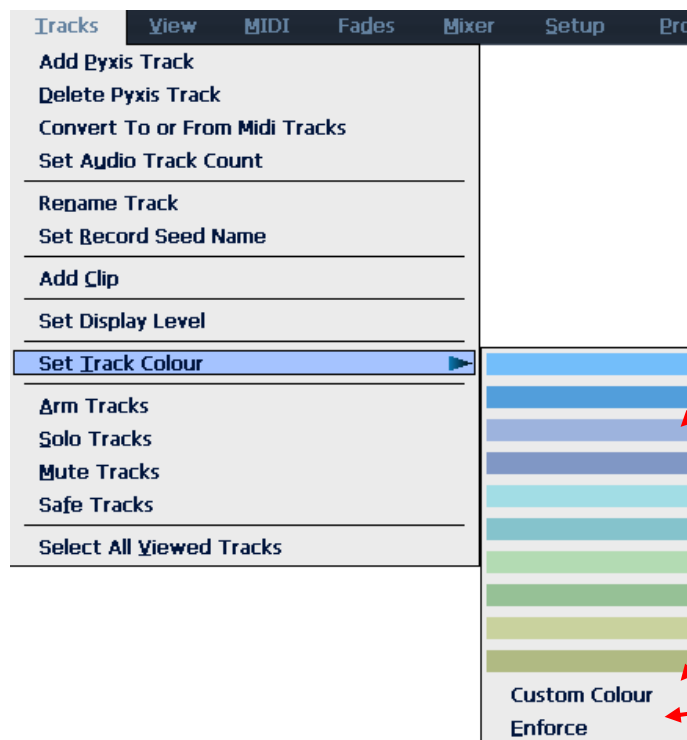 Tracks View MIDI Fades Mixer Setup
Add Pyxis Track
Delete Pyxis Track
Convert To or From Midi Tracks
Set Audio Track Count
Rename Track
Set Record Seed Name
Add Clip
Set Display Level
Set Track Colour
Arm Tracks
Solo Tracks
Mute Tracks
Safe Tracks
Select All Viewed Tracks
Custom Colour
Enforce